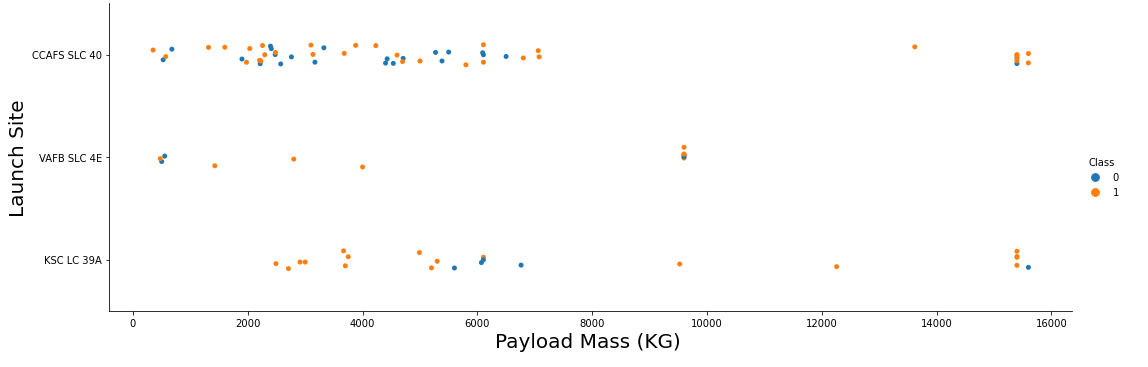 Launch Site
CCAFS SLC 40
VAFB SLC 4E
KSC LC 39A
0 2000 4000 6000 8000 10000 12000 14000 16000
Payload Mass (KG)
Class
0
1